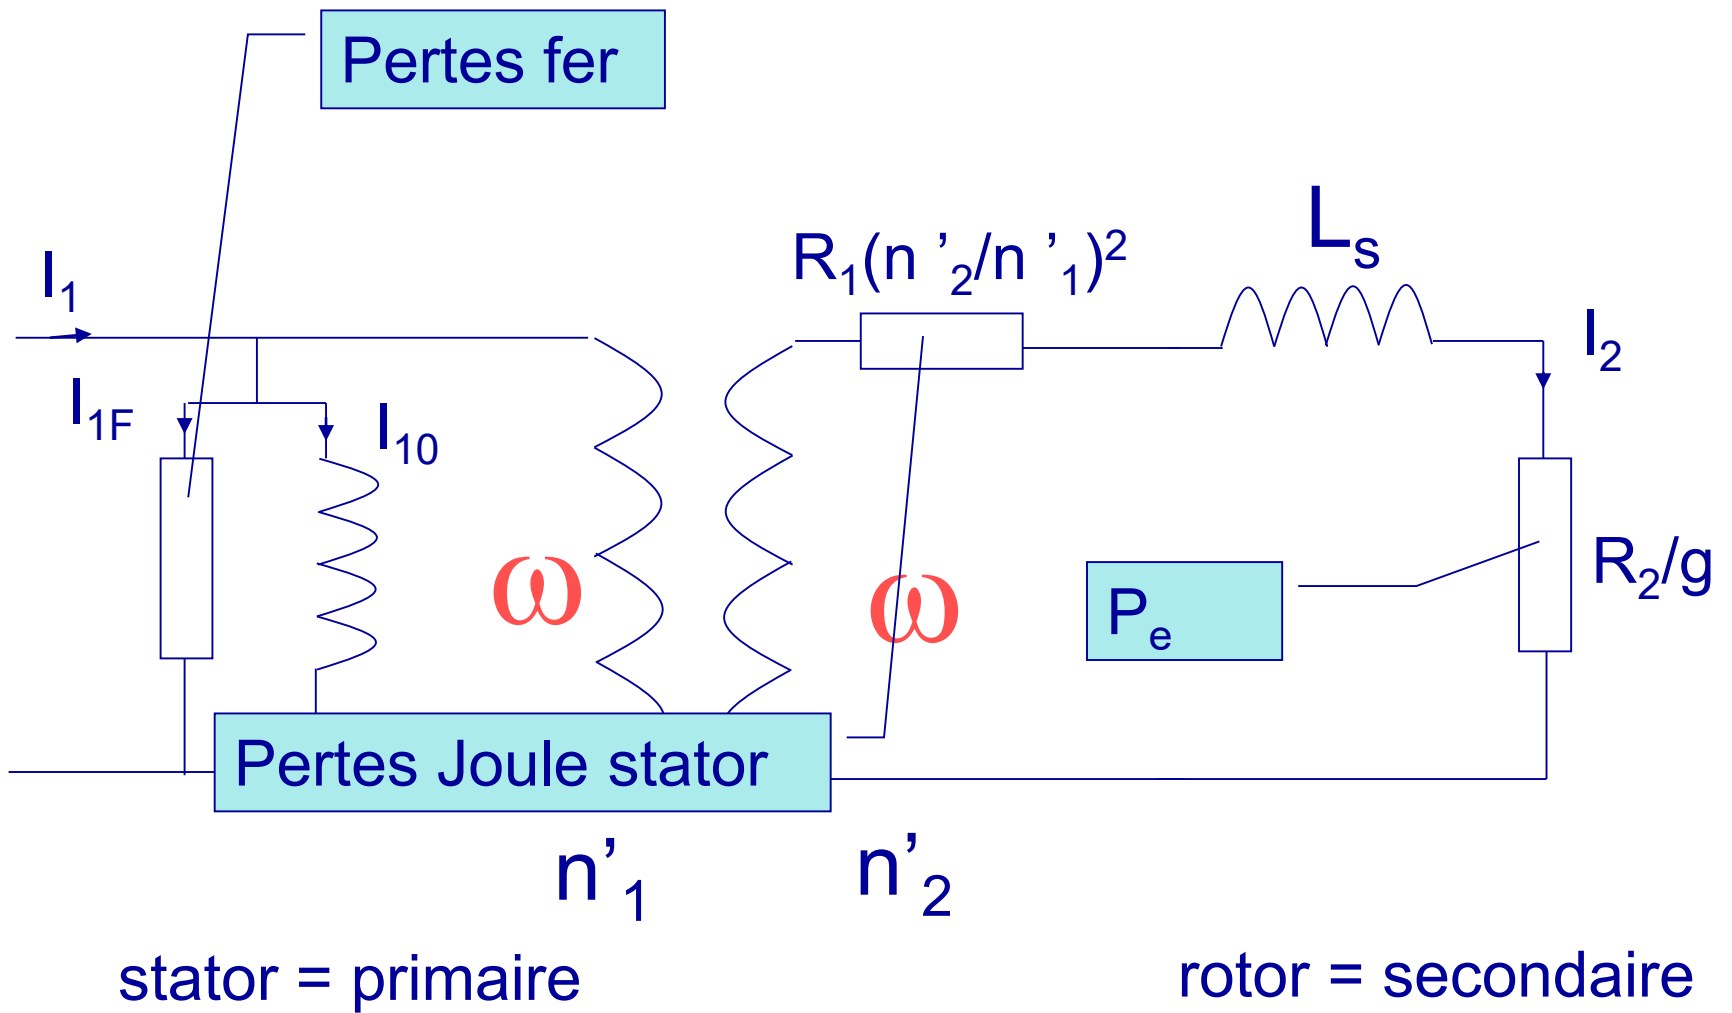 Pertes fer
R₁(n ’₂/n ’₁)²
Lₛ
I₁
I₂
I₁F
I₁₀
R₂/g
ω
ω
Pₑ
Pertes Joule stator
n’₁
n’₂
stator = primaire
rotor = secondaire